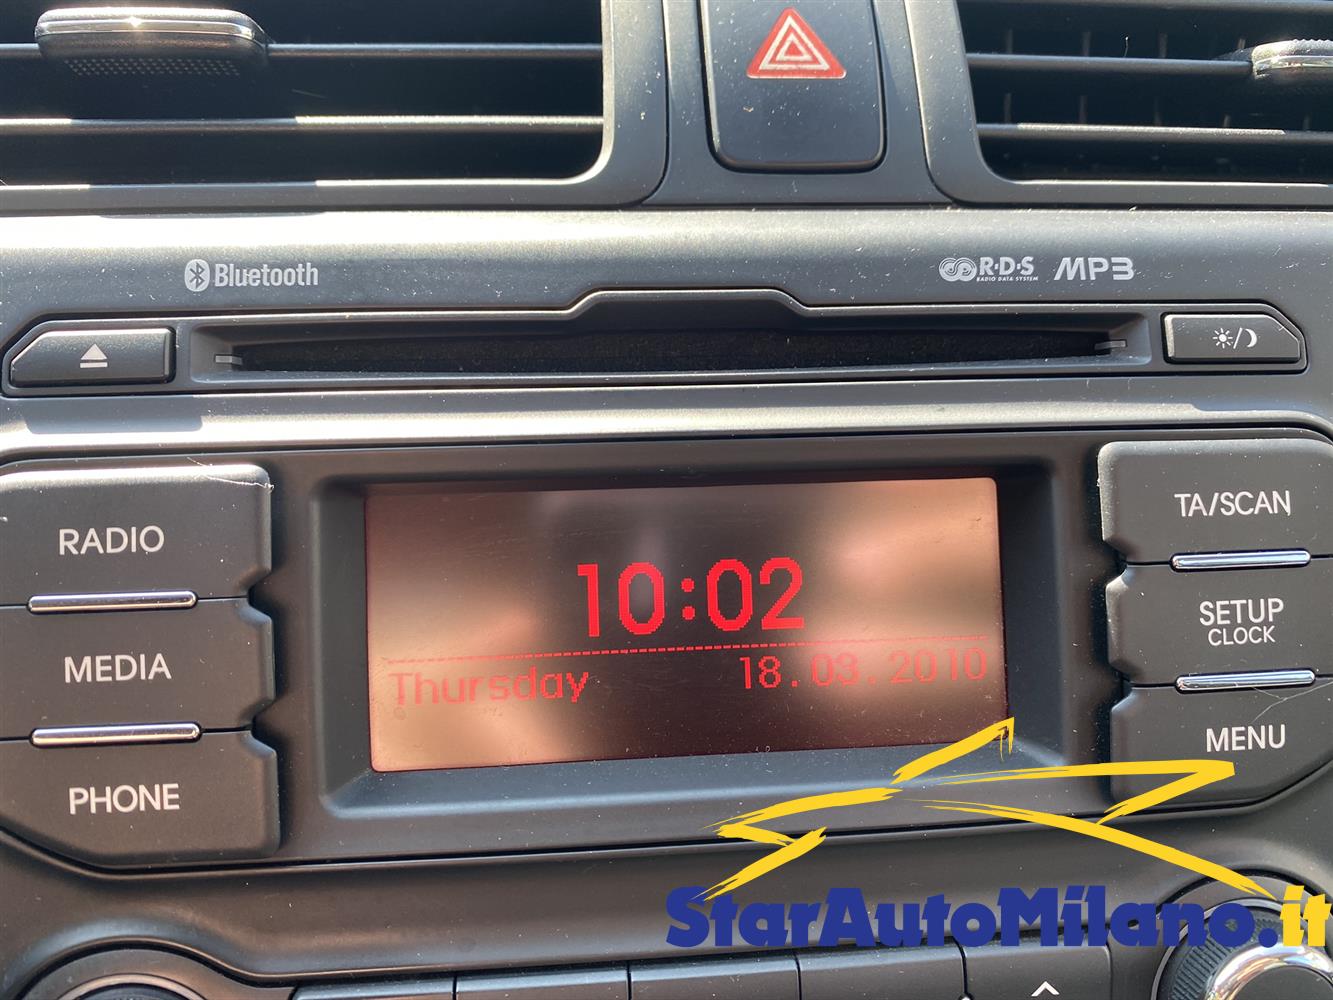 Bluetooth
R·D·S
RADIO DATA SYSTEM
MP3
RADIO
MEDIA
PHONE
10:02
Thursday 18.03.2010
TA/SCAN
SETUP
CLOCK
MENU
StarAutoMilano.it